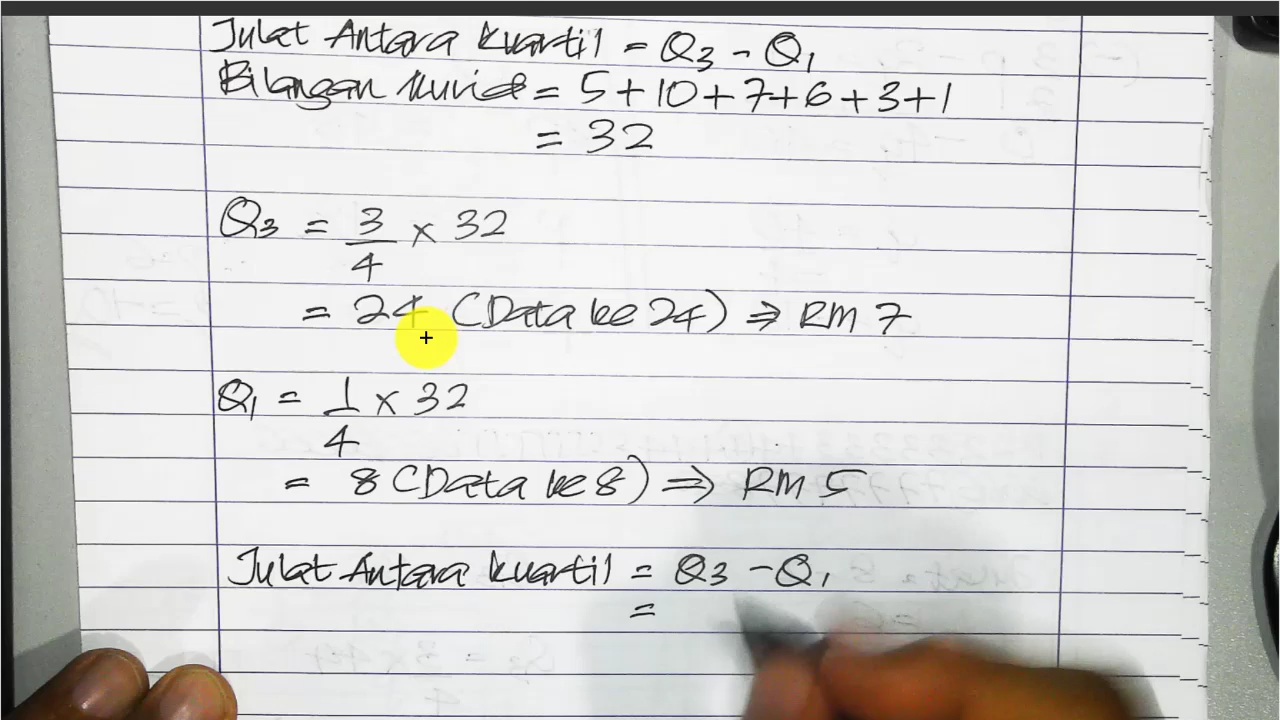 Julat Antara Kuartil = Q3 - Q1
Bilangan Murid = 5+10+7+6+3+1
= 32
Q3 = 3/4 × 32
= 24 (Data ke 24) ⇒ RM 7
Q1 = 1/4 × 32
= 8 (Data ke 8) ⇒ RM 5
Julat Antara Kuartil = Q3 - Q1
=